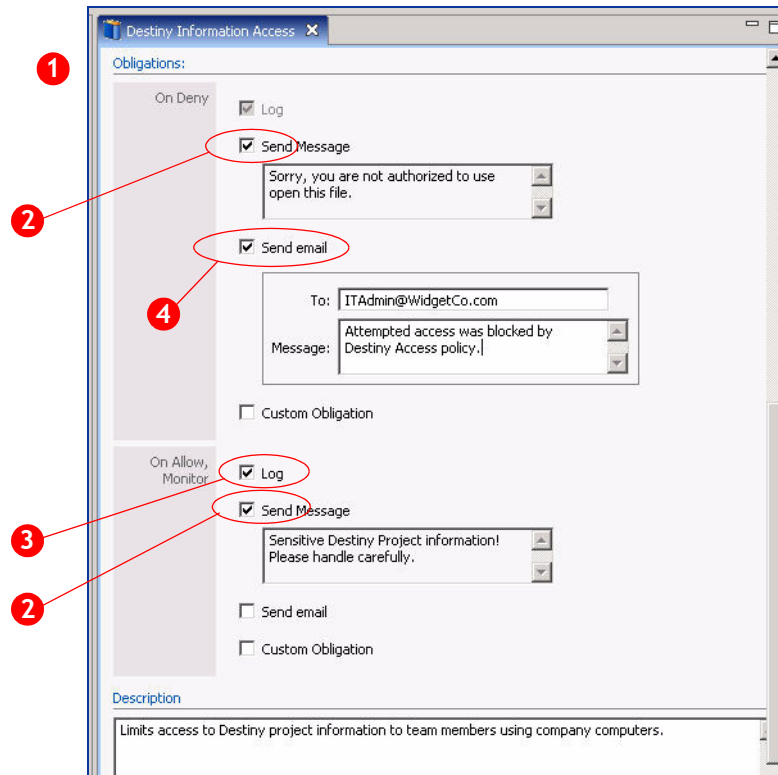 Destiny Information Access
1
Obligations:
On Deny
Log
Send Message
Sorry, you are not authorized to use
open this file.
2
Send email
4
To:
ITAdmin@WidgetCo.com
Message:
Attempted access was blocked by
Destiny Access policy.
Custom Obligation
On Allow,
Monitor
Log
3
Send Message
Sensitive Destiny Project information!
Please handle carefully.
2
Send email
Custom Obligation
Description
Limits access to Destiny project information to team members using company computers.